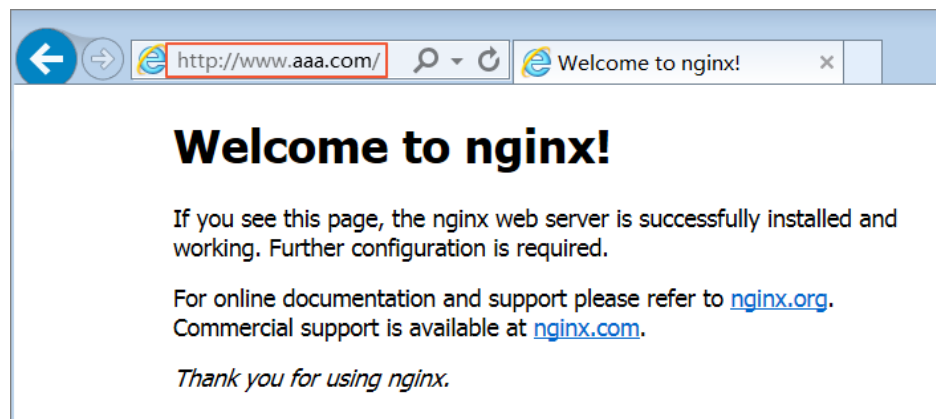 http://www.aaa.com/
Welcome to nginx!
Welcome to nginx!
If you see this page, the nginx web server is successfully installed and
working. Further configuration is required.
For online documentation and support please refer to nginx.org.
Commercial support is available at nginx.com.
Thank you for using nginx.